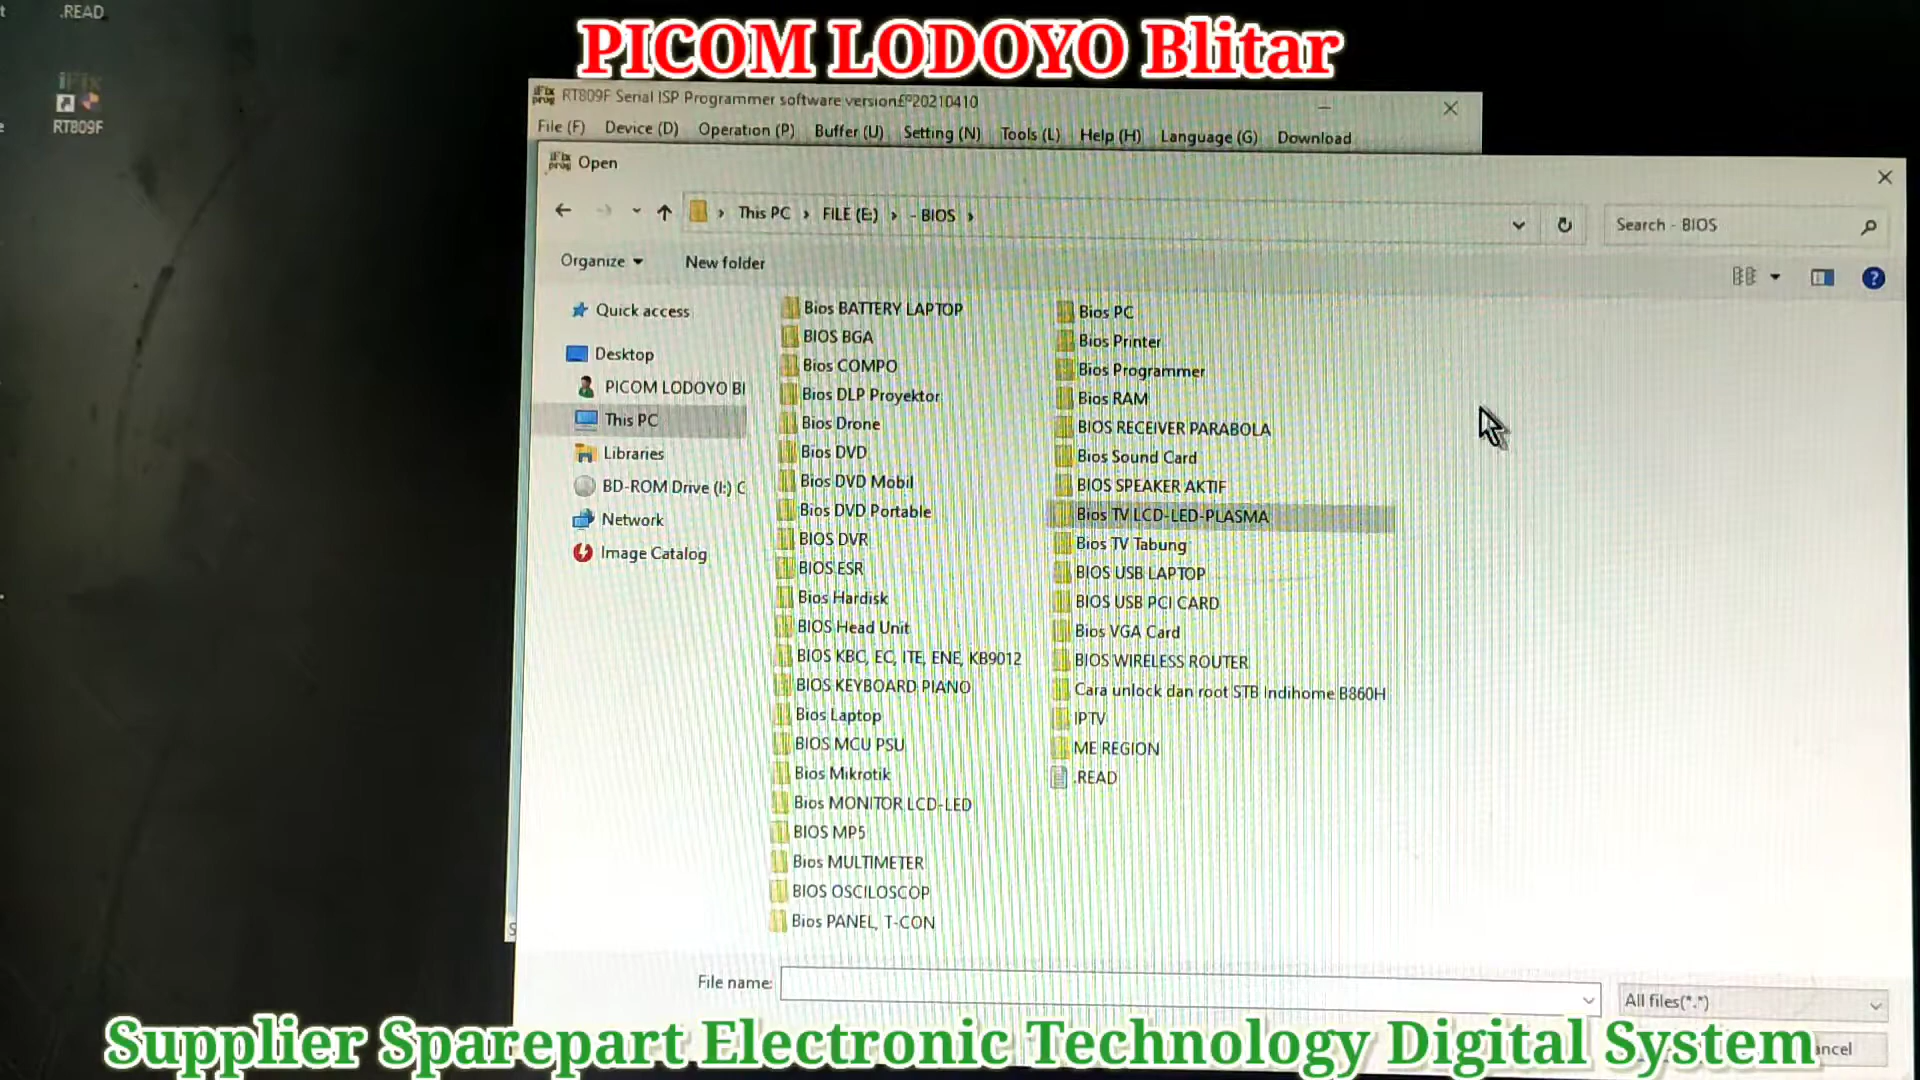 .READ
PICOM LODOYO Blitar
RT809F
RT809F Serial ISP Programmer software version£º20210410
File (F) Device (D) Operation (P) Buffer (U) Setting (N) Tools (L) Help (H) Language (G) Download
Open
This PC › FILE (E:) › - BIOS ›
Search - BIOS
Organize New folder
Quick access
Desktop
PICOM LODOYO BI
This PC
Libraries
BD-ROM Drive (I:) C
Network
Image Catalog
Bios BATTERY LAPTOP
BIOS BGA
Bios COMPO
Bios DLP Proyektor
Bios Drone
Bios DVD
Bios DVD Mobil
Bios DVD Portable
BIOS DVR
BIOS ESR
Bios Hardisk
BIOS Head Unit
BIOS KBC, EC, ITE, ENE, KB9012
BIOS KEYBOARD PIANO
Bios Laptop
BIOS MCU PSU
Bios Mikrotik
Bios MONITOR LCD-LED
BIOS MP5
Bios MULTIMETER
BIOS OSCILOSCOP
Bios PANEL, T-CON
Bios PC
Bios Printer
Bios Programmer
Bios RAM
BIOS RECEIVER PARABOLA
Bios Sound Card
BIOS SPEAKER AKTIF
Bios TV LCD-LED-PLASMA
Bios TV Tabung
BIOS USB LAPTOP
BIOS USB PCI CARD
Bios VGA Card
BIOS WIRELESS ROUTER
Cara unlock dan root STB Indihome B860H
IPTV
ME REGION
.READ
File name:
All files(*.*)
ancel
Supplier Sparepart Electronic Technology Digital System